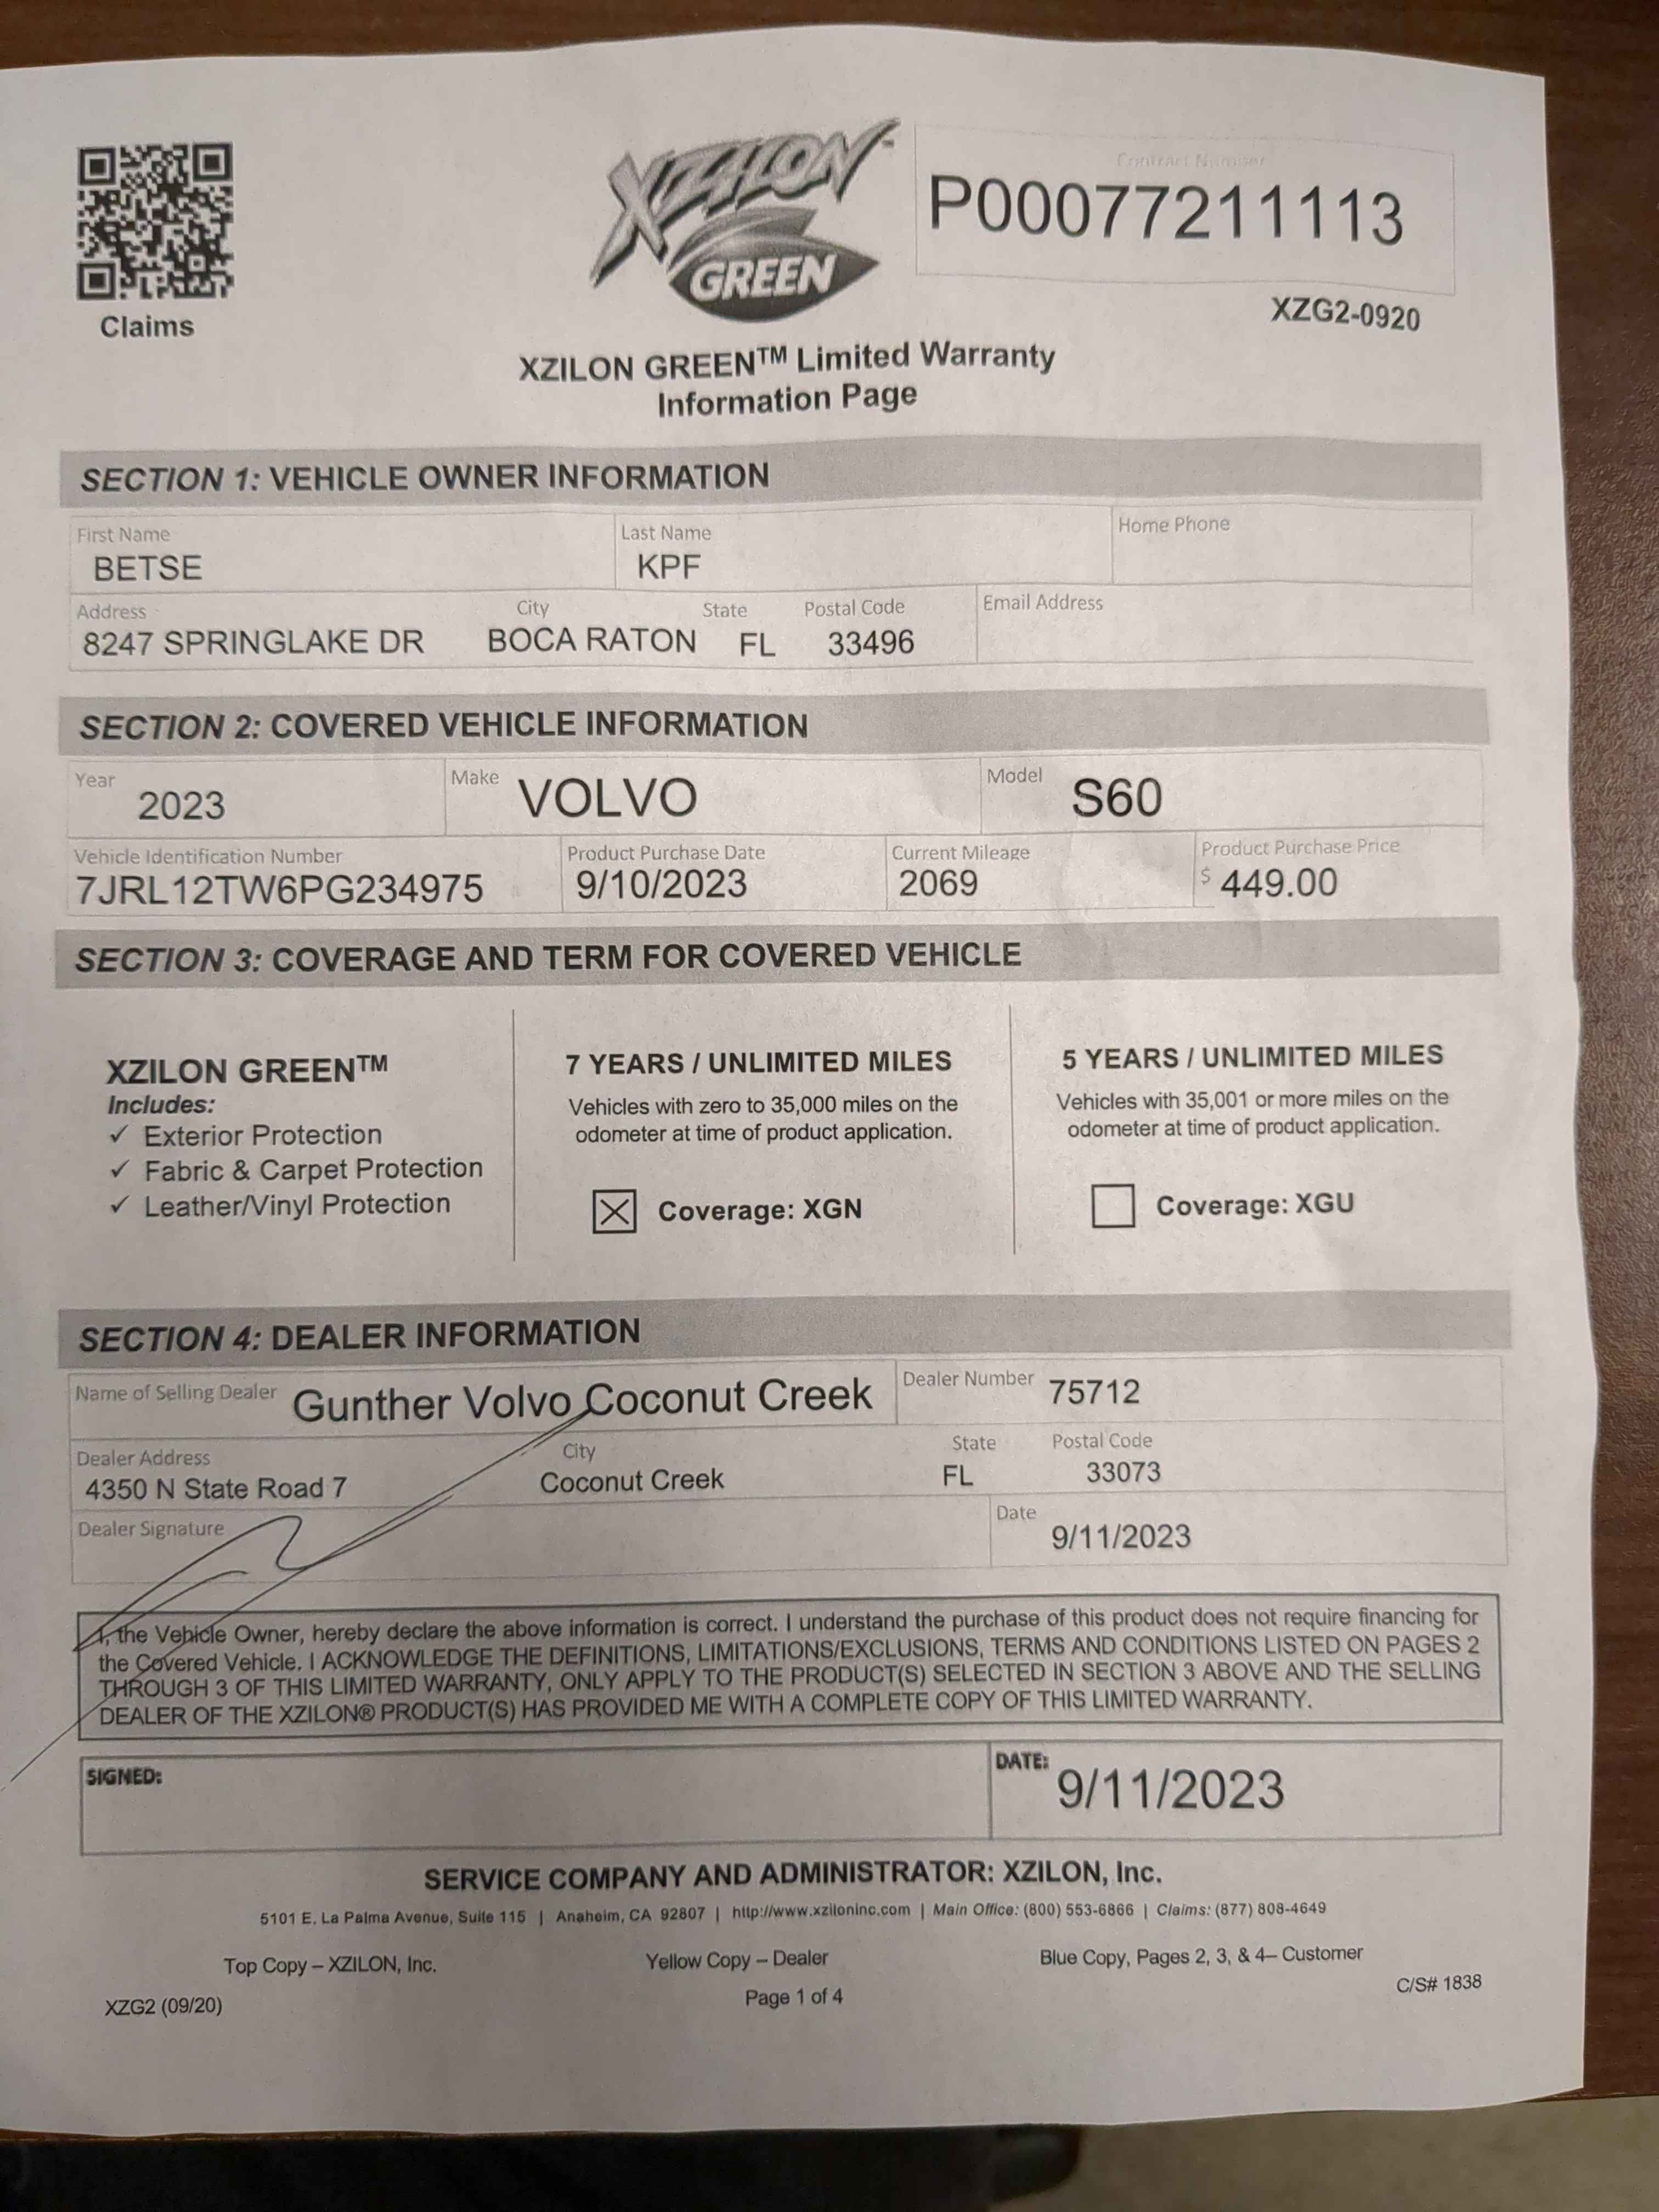 Claims
XZILON
GREEN
Contract Number
P00077211113
XZG2-0920
XZILON GREEN™ Limited Warranty
Information Page
SECTION 1: VEHICLE OWNER INFORMATION
First Name Last Name Home Phone
BETSE KPF
Address City State Postal Code Email Address
8247 SPRINGLAKE DR BOCA RATON FL 33496
SECTION 2: COVERED VEHICLE INFORMATION
Year 2023 Make VOLVO Model S60
Vehicle Identification Number Product Purchase Date Current Mileage Product Purchase Price
7JRL12TW6PG234975 9/10/2023 2069 $ 449.00
SECTION 3: COVERAGE AND TERM FOR COVERED VEHICLE
XZILON GREEN™
Includes:
✓ Exterior Protection
✓ Fabric & Carpet Protection
✓ Leather/Vinyl Protection
7 YEARS / UNLIMITED MILES
Vehicles with zero to 35,000 miles on the
odometer at time of product application.
☒ Coverage: XGN
5 YEARS / UNLIMITED MILES
Vehicles with 35,001 or more miles on the
odometer at time of product application.
☐ Coverage: XGU
SECTION 4: DEALER INFORMATION
Name of Selling Dealer Gunther Volvo Coconut Creek Dealer Number 75712
Dealer Address City State Postal Code
4350 N State Road 7 Coconut Creek FL 33073
Dealer Signature Date
9/11/2023
I, the Vehicle Owner, hereby declare the above information is correct. I understand the purchase of this product does not require financing for
the Covered Vehicle. I ACKNOWLEDGE THE DEFINITIONS, LIMITATIONS/EXCLUSIONS, TERMS AND CONDITIONS LISTED ON PAGES 2
THROUGH 3 OF THIS LIMITED WARRANTY, ONLY APPLY TO THE PRODUCT(S) SELECTED IN SECTION 3 ABOVE AND THE SELLING
DEALER OF THE XZILON® PRODUCT(S) HAS PROVIDED ME WITH A COMPLETE COPY OF THIS LIMITED WARRANTY.
SIGNED: DATE: 9/11/2023
SERVICE COMPANY AND ADMINISTRATOR: XZILON, Inc.
5101 E. La Palma Avenue, Suite 115 | Anaheim, CA 92807 | http://www.xziloninc.com | Main Office: (800) 553-6866 | Claims: (877) 808-4649
Top Copy – XZILON, Inc. Yellow Copy – Dealer Blue Copy, Pages 2, 3, & 4– Customer
XZG2 (09/20) Page 1 of 4 C/S# 1838